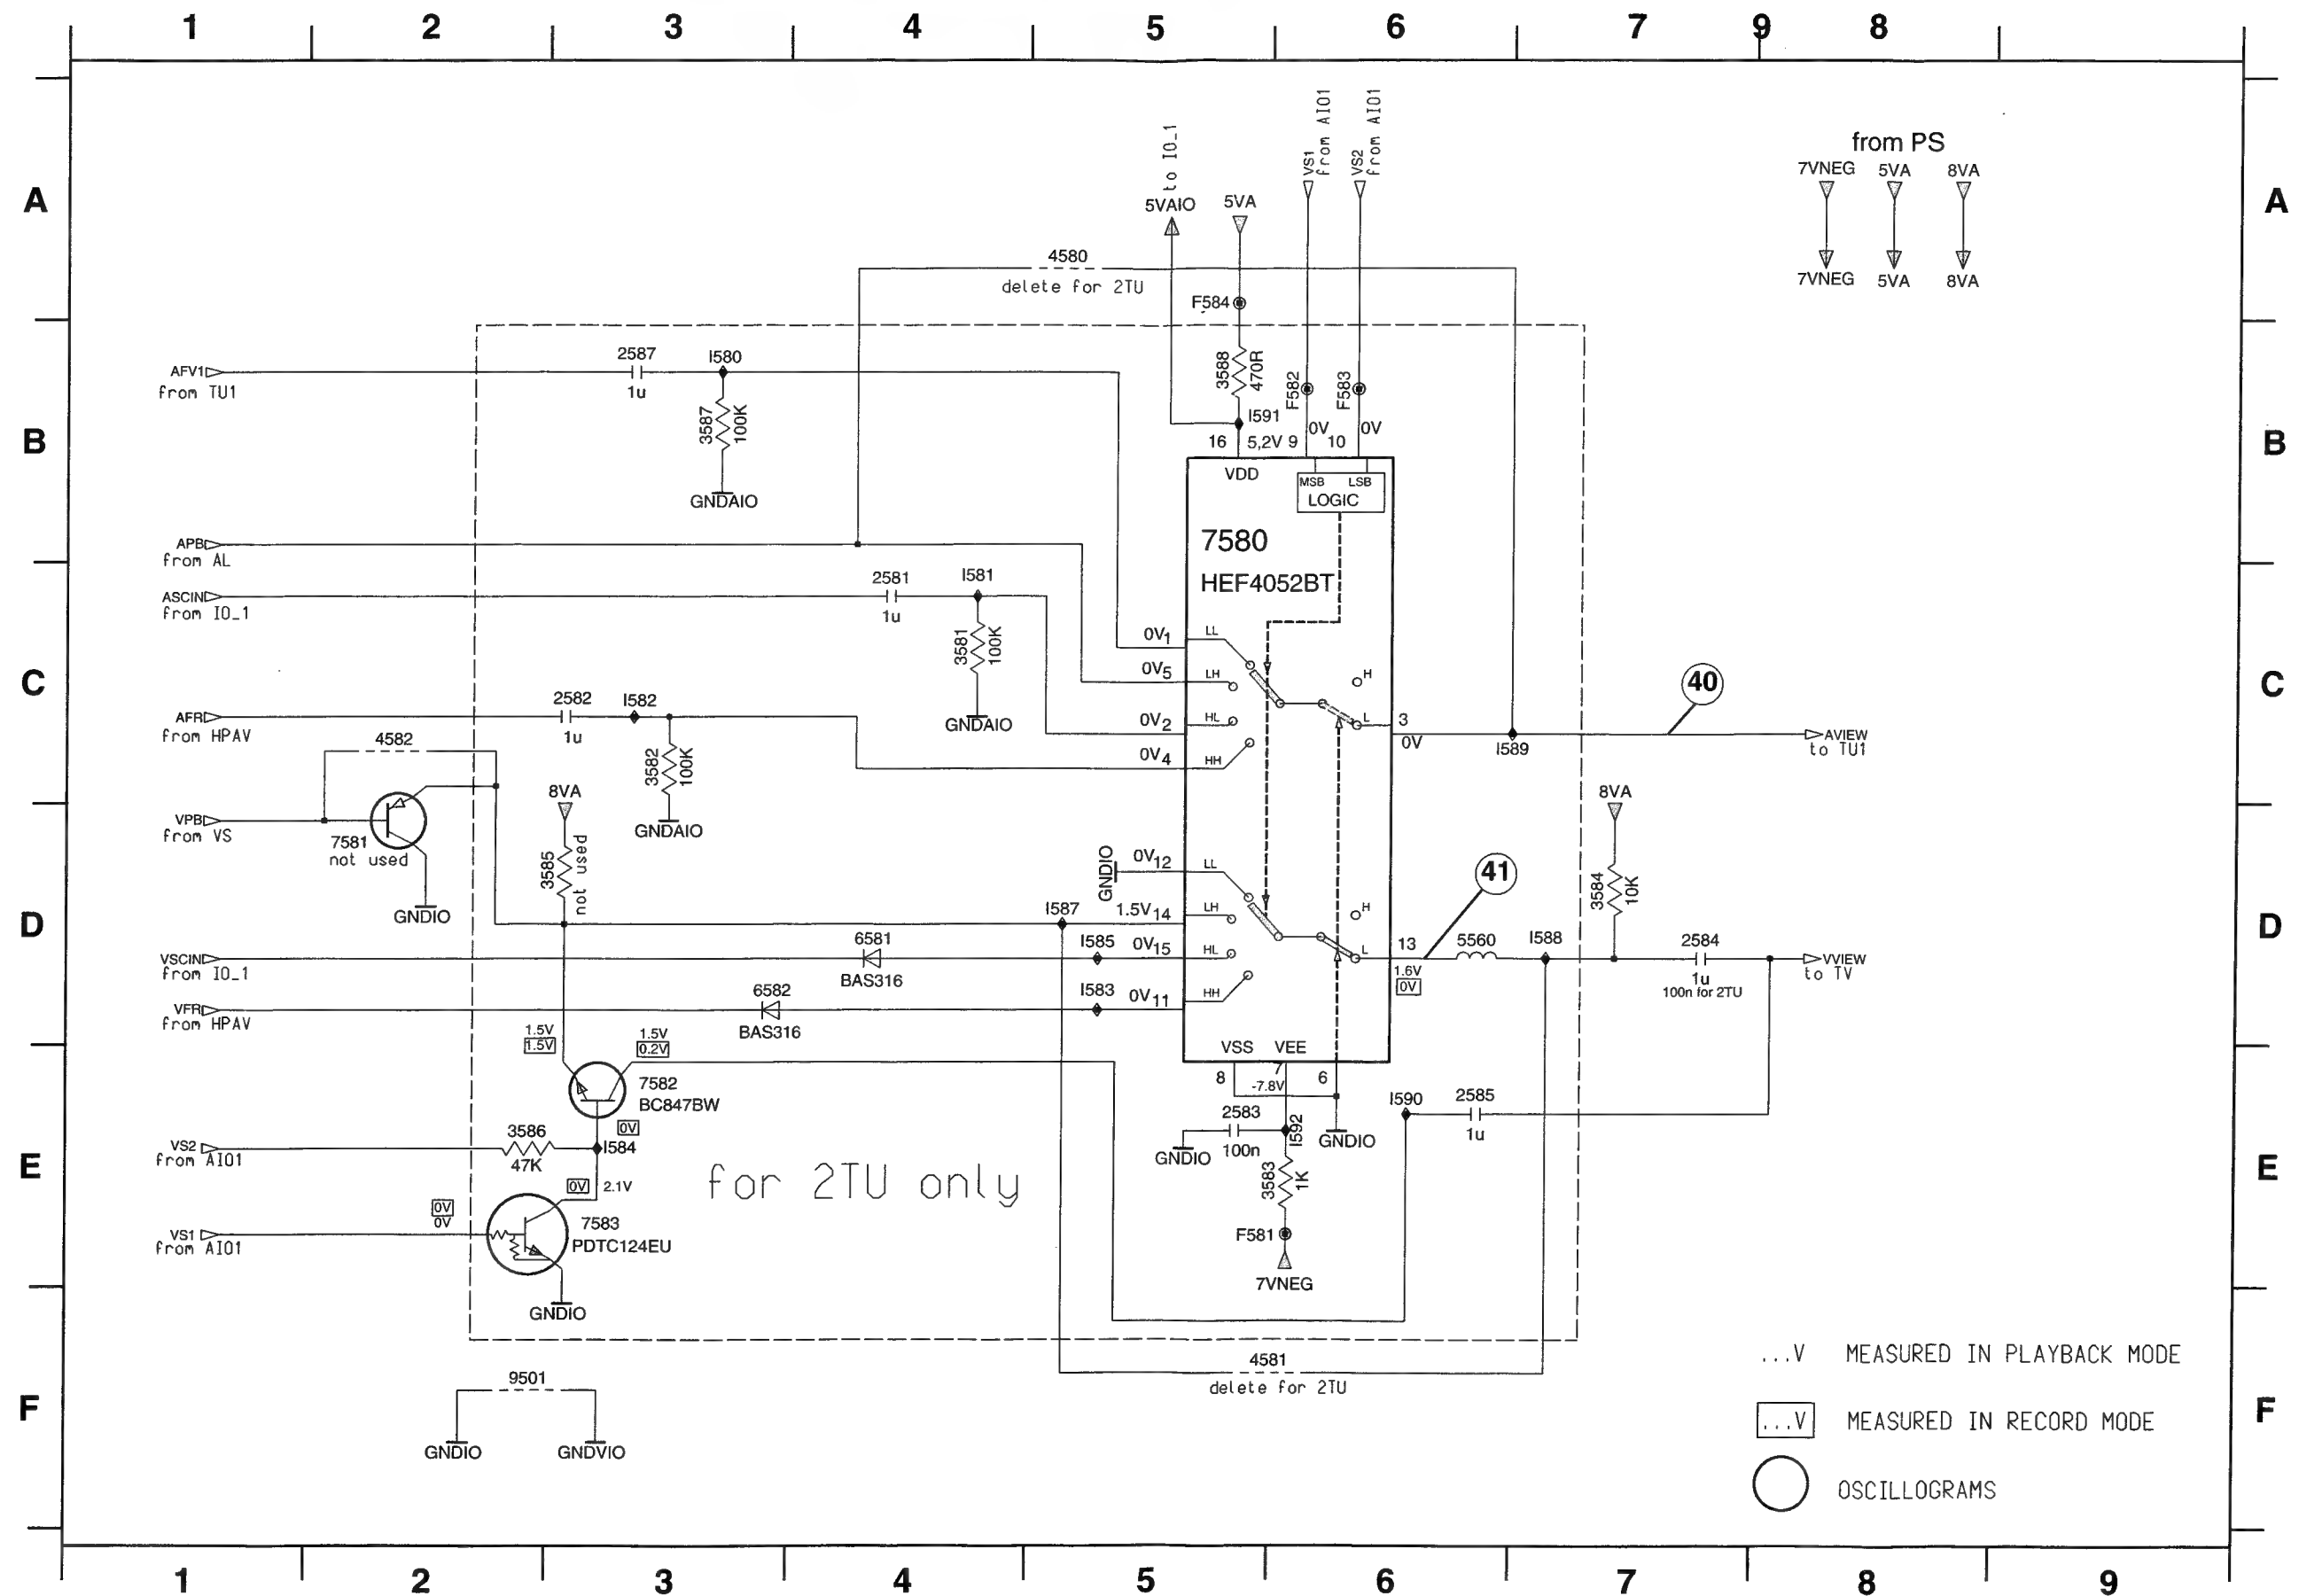 1 2 3 4 5 6 7 9 8
A A
B B
C C
D D
E E
F F
to IO_1
VS1
from AIO1
VS2
from AIO1
from PS
7VNEG 5VA 8VA
7VNEG 5VA 8VA
5VAIO 5VA
4580
delete for 2TU
F584
AFV1
from TU1
2587
1u
I580
3587
100K
GNDAIO
3588
470R
F582
F583
I591
0V 0V
16 5,2V 9 10
VDD
MSB LSB
LOGIC
7580
HEF4052BT
APB
from AL
ASCIN
from IO_1
2581
1u
I581
3581
100K
GNDAIO
0V1 LL
0V5 LH
0V2 HL
0V4 HH
H
L
3
0V
I589
40
AVIEW
to TU1
AFR
from HPAV
2582
1u
I582
3582
100K
GNDAIO
4582
VPB
from VS
7581
not used
GNDIO
8VA
3585
not used
GNDIO
0V12 LL
1.5V14 LH
0V15 HL
0V11 HH
H
L
I587
I585
I583
13
1.6V
0V
41
5560
I588
8VA
3584
10K
2584
1u
100n for 2TU
VVIEW
to TV
VSCIN
from IO_1
6581
BAS316
VFR
from HPAV
6582
BAS316
1.5V
1.5V
1.5V
0.2V
7582
BC847BW
VSS VEE
8 7 6
-7.8V
2583
100n
GNDIO
I592
GNDIO
3583
1K
F581
7VNEG
I590
2585
1u
VS2
from AIO1
3586
47K
0V
I584
0V 2.1V
for 2TU only
VS1
from AIO1
0V
0V
7583
PDTC124EU
GNDIO
4581
delete for 2TU
9501
GNDIO GNDVIO
...V MEASURED IN PLAYBACK MODE
...V MEASURED IN RECORD MODE
OSCILLOGRAMS
1 2 3 4 5 6 7 8 9